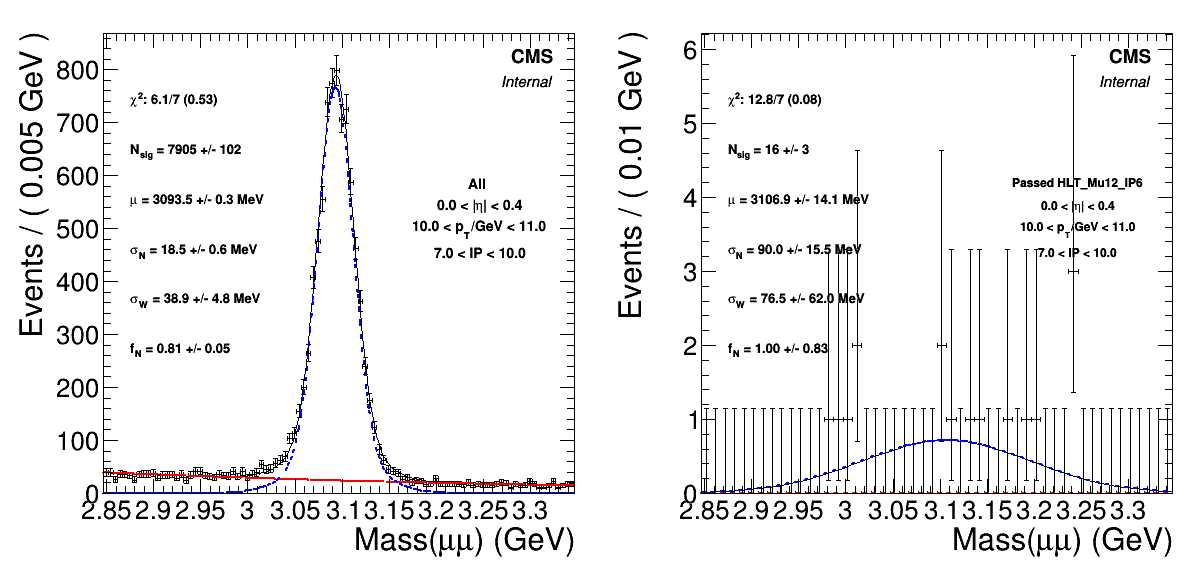 Events / ( 0.005 GeV )
800
700
600
500
400
300
200
100
0
CMS
Internal
χ²: 6.1/7 (0.53)
N_sig = 7905 +/- 102
μ = 3093.5 +/- 0.3 MeV
σ_N = 18.5 +/- 0.6 MeV
σ_W = 38.9 +/- 4.8 MeV
f_N = 0.81 +/- 0.05
All
0.0 < |η| < 0.4
10.0 < p_T/GeV < 11.0
7.0 < IP < 10.0
2.85 2.9 2.95 3 3.05 3.1 3.15 3.2 3.25 3.3
Mass(μμ) (GeV)
Events / ( 0.01 GeV )
6
5
4
3
2
1
0
CMS
Internal
χ²: 12.8/7 (0.08)
N_sig = 16 +/- 3
μ = 3106.9 +/- 14.1 MeV
σ_N = 90.0 +/- 15.5 MeV
σ_W = 76.5 +/- 62.0 MeV
f_N = 1.00 +/- 0.83
Passed HLT_Mu12_IP6
0.0 < |η| < 0.4
10.0 < p_T/GeV < 11.0
7.0 < IP < 10.0
2.85 2.9 2.95 3 3.05 3.1 3.15 3.2 3.25 3.3
Mass(μμ) (GeV)